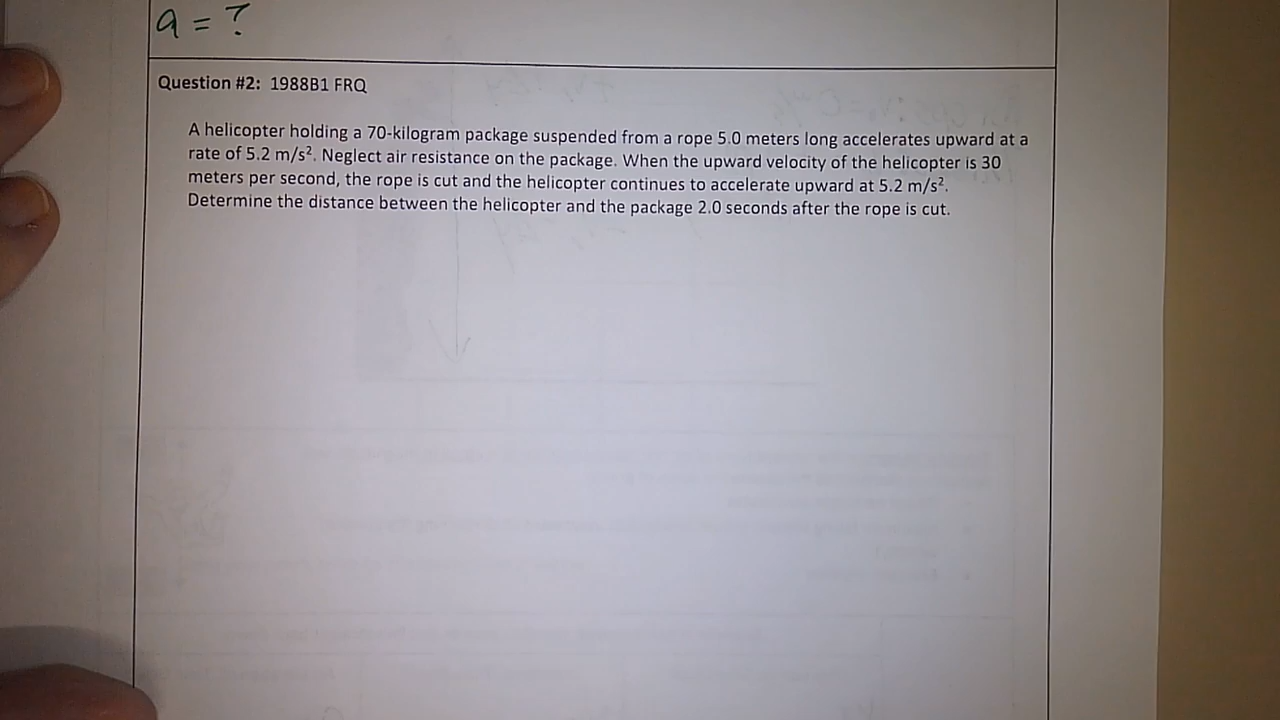 a = ?
Question #2: 1988B1 FRQ
A helicopter holding a 70-kilogram package suspended from a rope 5.0 meters long accelerates upward at a
rate of 5.2 m/s². Neglect air resistance on the package. When the upward velocity of the helicopter is 30
meters per second, the rope is cut and the helicopter continues to accelerate upward at 5.2 m/s².
Determine the distance between the helicopter and the package 2.0 seconds after the rope is cut.